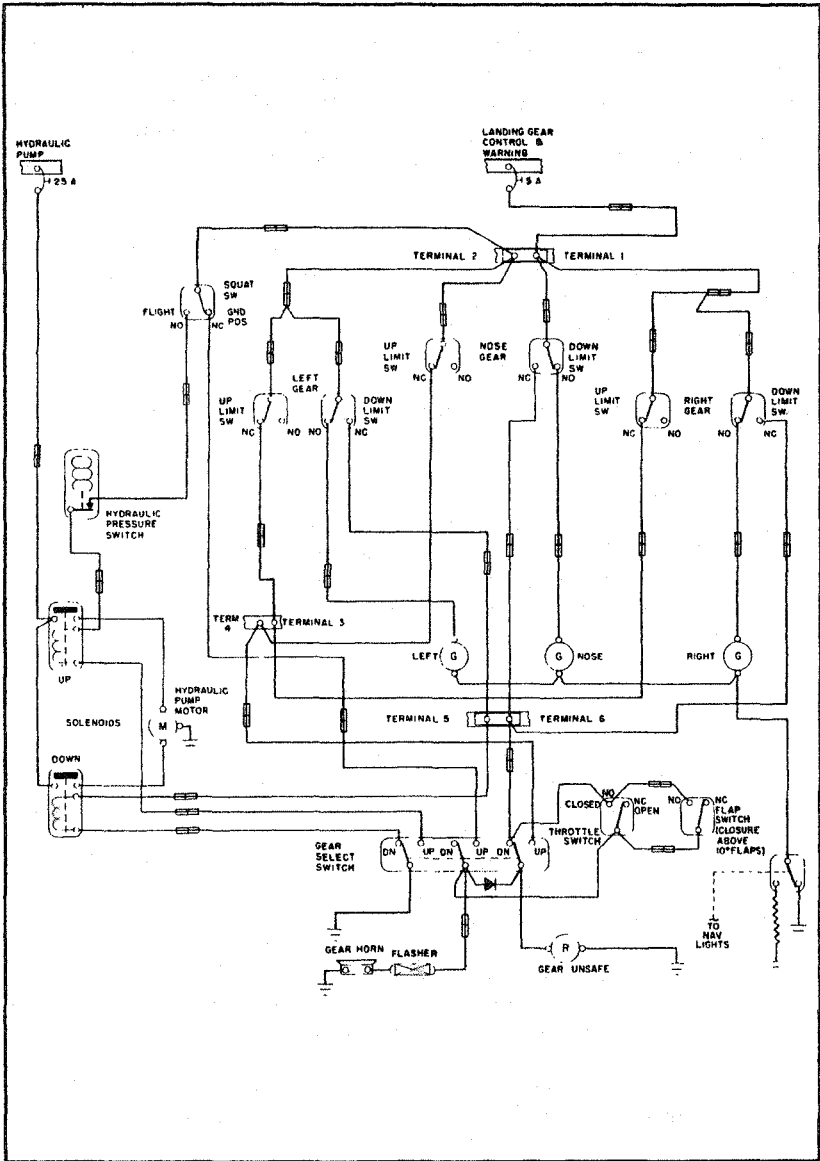 HYDRAULIC
PUMP
25 A
LANDING GEAR
CONTROL &
WARNING
5 A
TERMINAL 2
TERMINAL 1
SQUAT
SW
FLIGHT
GND
POS
NO
NC
UP
LIMIT
SW
NOSE
GEAR
DOWN
LIMIT
SW
NC
NO
NC
NO
LEFT
GEAR
UP
LIMIT
SW
DOWN
LIMIT
SW
NC
NO
NO
NC
UP
LIMIT
SW
RIGHT
GEAR
DOWN
LIMIT
SW.
NC
NO
NO
NC
HYDRAULIC
PRESSURE
SWITCH
TERM
4
TERMINAL 3
LEFT
G
G
NOSE
RIGHT
G
UP
SOLENOIDS
HYDRAULIC
PUMP
MOTOR
M
DOWN
TERMINAL 5
TERMINAL 6
GEAR
SELECT
SWITCH
DN
UP
DN
UP
DN
UP
NO
CLOSED
NC
OPEN
THROTTLE
SWITCH
NO
NC
FLAP
SWITCH
(CLOSURE
ABOVE
10° FLAPS)
TO
NAV
LIGHTS
GEAR HORN
FLASHER
R
GEAR UNSAFE